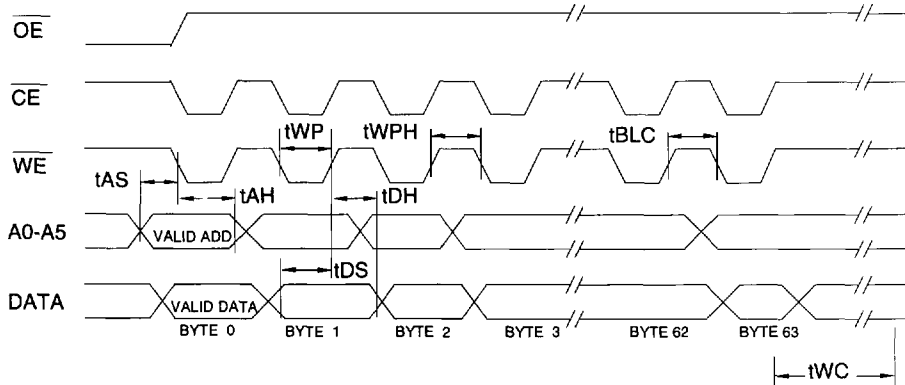 OE
CE
tWP
tWPH
tBLC
WE
tAS
tAH
tDH
A0-A5
VALID ADD
tDS
DATA
VALID DATA
BYTE 0
BYTE 1
BYTE 2
BYTE 3
BYTE 62
BYTE 63
tWC